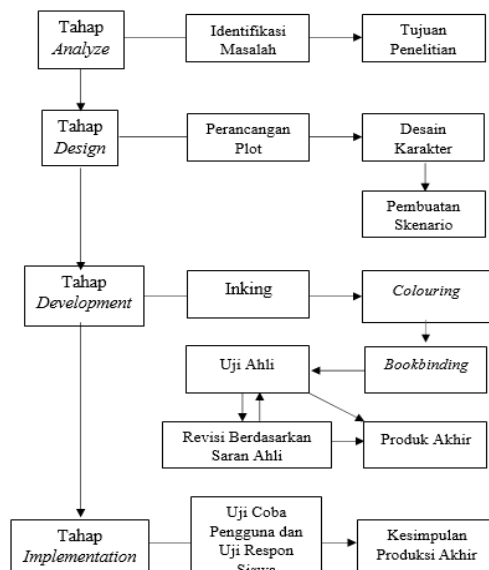 Tahap
Analyze
Identifikasi
Masalah
Tujuan
Penelitian
Tahap
Design
Perancangan
Plot
Desain
Karakter
Pembuatan
Skenario
Tahap
Development
Inking
Colouring
Uji Ahli
Bookbinding
Revisi Berdasarkan
Saran Ahli
Produk Akhir
Tahap
Implementation
Uji Coba
Pengguna dan
Uji Respon
Siswa
Kesimpulan
Produksi Akhir